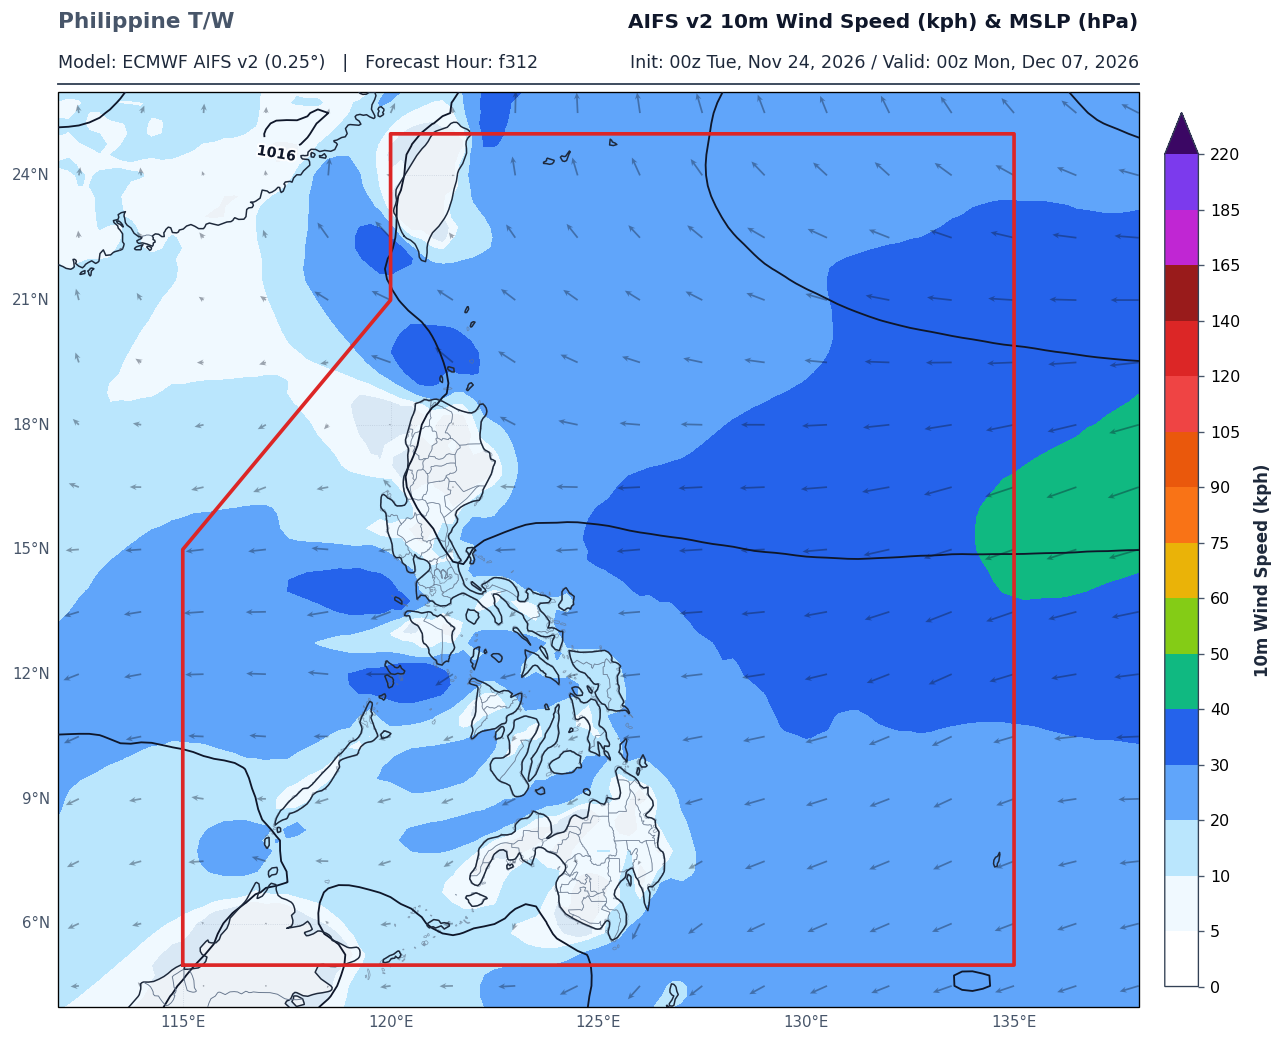 Philippine T/W
AIFS v2 10m Wind Speed (kph) & MSLP (hPa)
Model: ECMWF AIFS v2 (0.25°)   |   Forecast Hour: f312
Init: 00z Tue, Nov 24, 2026 / Valid: 00z Mon, Dec 07, 2026
1016
24°N
21°N
18°N
15°N
12°N
9°N
6°N
115°E
120°E
125°E
130°E
135°E
220
185
165
140
120
105
90
75
60
50
40
30
20
10
5
0
10m Wind Speed (kph)